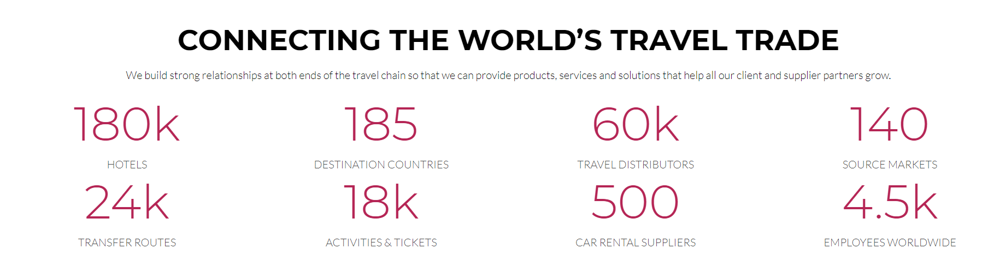 CONNECTING THE WORLD’S TRAVEL TRADE
We build strong relationships at both ends of the travel chain so that we can provide products, services and solutions that help all our client and supplier partners grow.
180k
HOTELS
185
DESTINATION COUNTRIES
60k
TRAVEL DISTRIBUTORS
140
SOURCE MARKETS
24k
TRANSFER ROUTES
18k
ACTIVITIES & TICKETS
500
CAR RENTAL SUPPLIERS
4.5k
EMPLOYEES WORLDWIDE